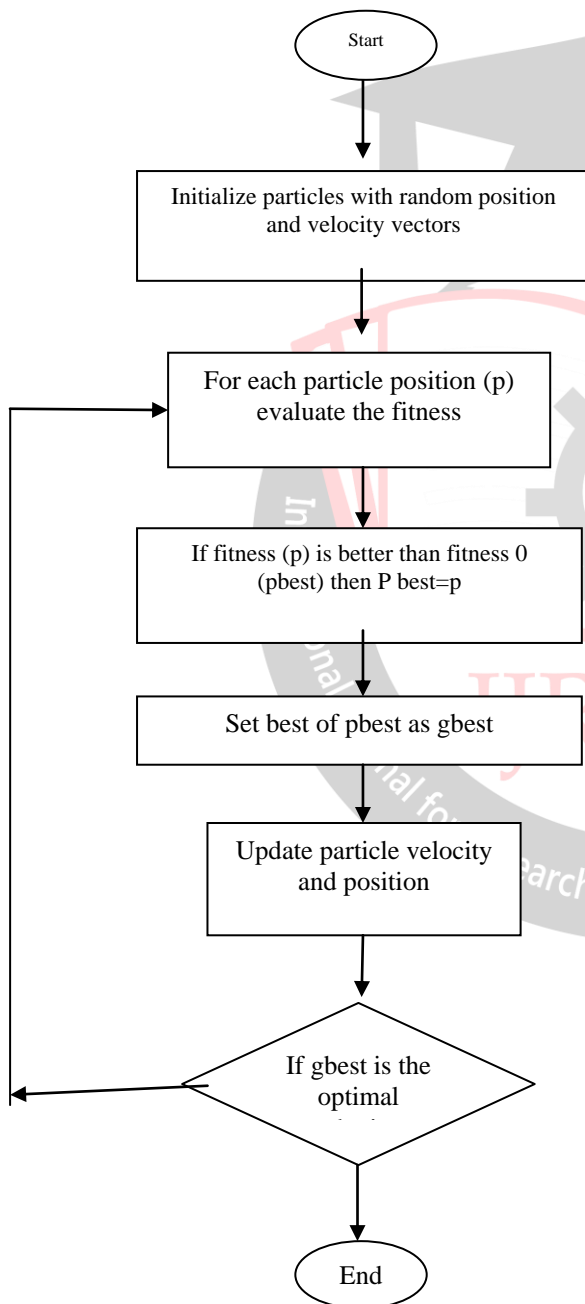 Start
Initialize particles with random position
and velocity vectors
For each particle position (p)
evaluate the fitness
If fitness (p) is better than fitness 0
(pbest) then P best=p
Set best of pbest as gbest
Update particle velocity
and position
If gbest is the
optimal
End